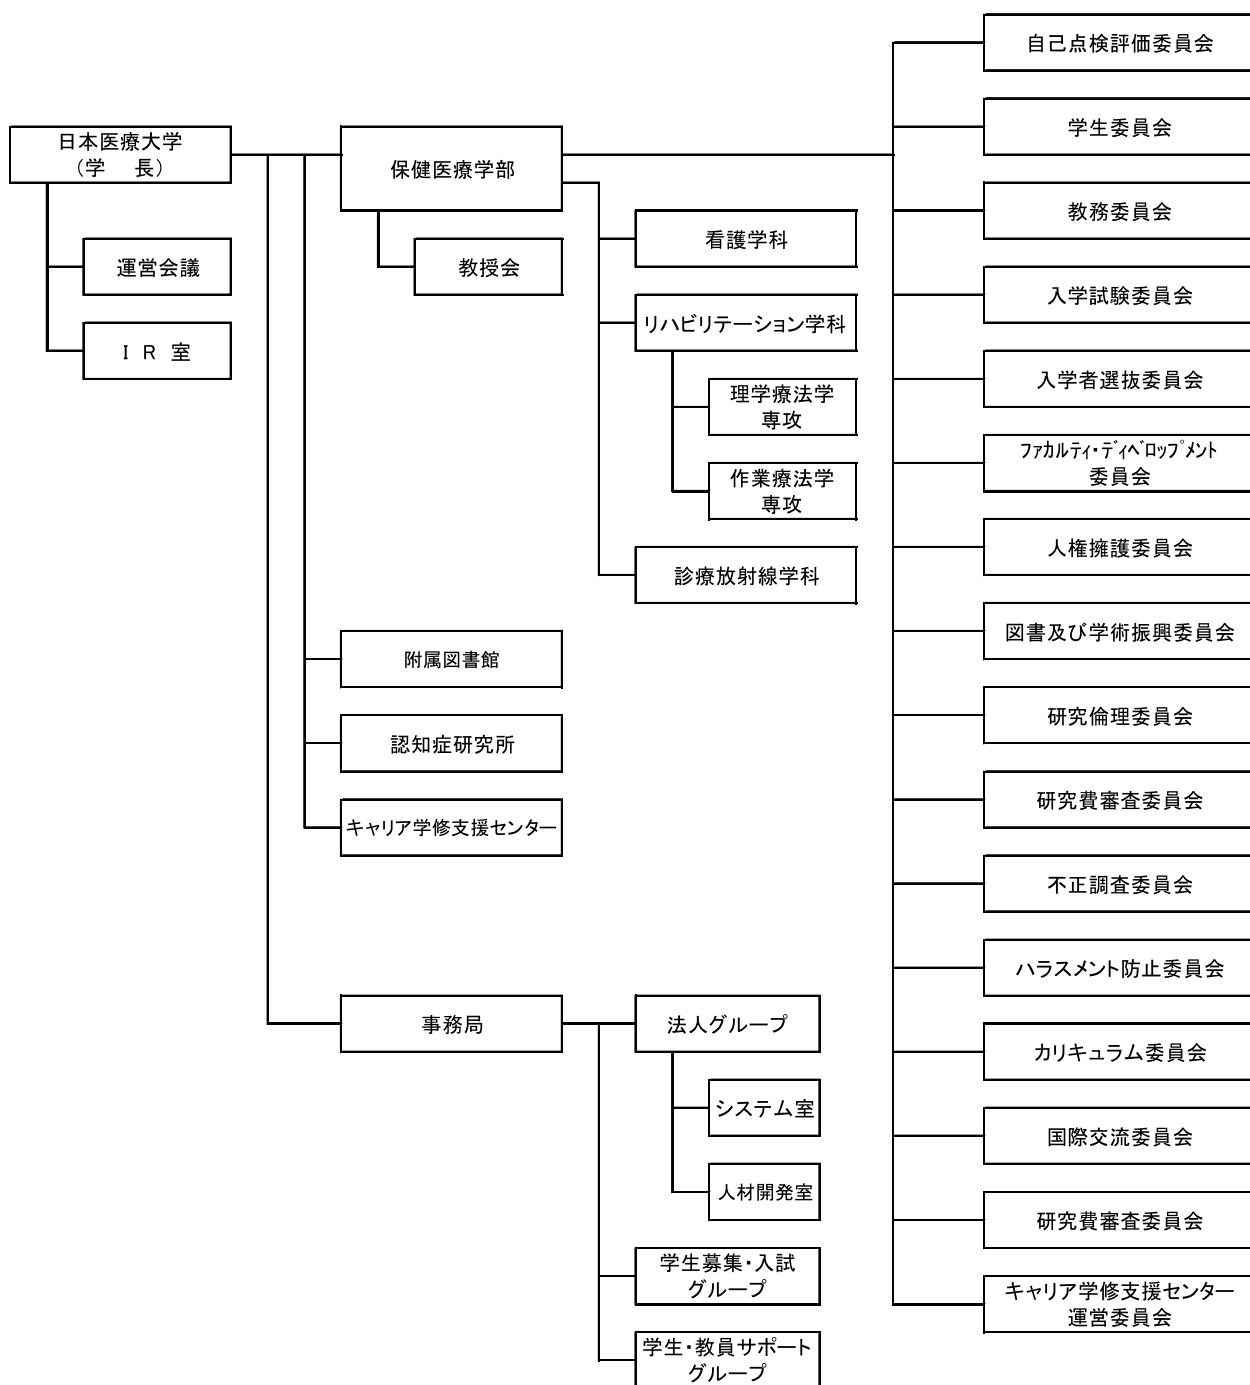 日本医療大学
（学　長）
運営会議
ＩＲ室
保健医療学部
教授会
看護学科
リハビリテーション学科
理学療法学
専攻
作業療法学
専攻
診療放射線学科
附属図書館
認知症研究所
キャリア学修支援センター
事務局
法人グループ
システム室
人材開発室
学生募集・入試
グループ
学生・教員サポート
グループ
自己点検評価委員会
学生委員会
教務委員会
入学試験委員会
入学者選抜委員会
ﾌｧｶﾙﾃｨ・ﾃﾞｨﾍﾞﾛｯﾌﾟﾒﾝﾄ
委員会
人権擁護委員会
図書及び学術振興委員会
研究倫理委員会
研究費審査委員会
不正調査委員会
ハラスメント防止委員会
カリキュラム委員会
国際交流委員会
研究費審査委員会
キャリア学修支援センター
運営委員会